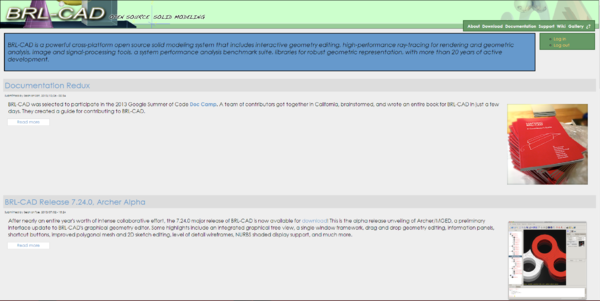 BRL-CAD OPEN SOURCE SOLID MODELING
About Download Documentation Support Wiki Gallery
BRL-CAD is a powerful cross-platform open source solid modeling system that includes interactive geometry editing, high-performance ray-tracing for rendering and geometric
analysis, image and signal-processing tools, a system performance analysis benchmark suite, libraries for robust geometric representation, with more than 20 years of active
development.
Log in
Log out
Documentation Redux
BRL-CAD was selected to participate in the 2013 Google Summer of Code Doc Camp. A team of contributors got together in California, brainstormed, and wrote an entire book for BRL-CAD in just a few
days. They created a guide for contributing to BRL-CAD.
Read more
BRL-CAD Release 7.24.0, Archer Alpha
After nearly an entire year's worth of intense collaborative effort, the 7.24.0 major release of BRL-CAD is now available for download! This is the alpha release unveiling of Archer/MGED, a preliminary
interface update to BRL-CAD's graphical geometry editor. Some highlights include an integrated graphical tree view, a single window framework, drag and drop geometry editing, information panels,
shortcut buttons, improved polygonal mesh and 2D sketch editing, level of detail wireframes, NURBS shaded display support, and much more.
Read more